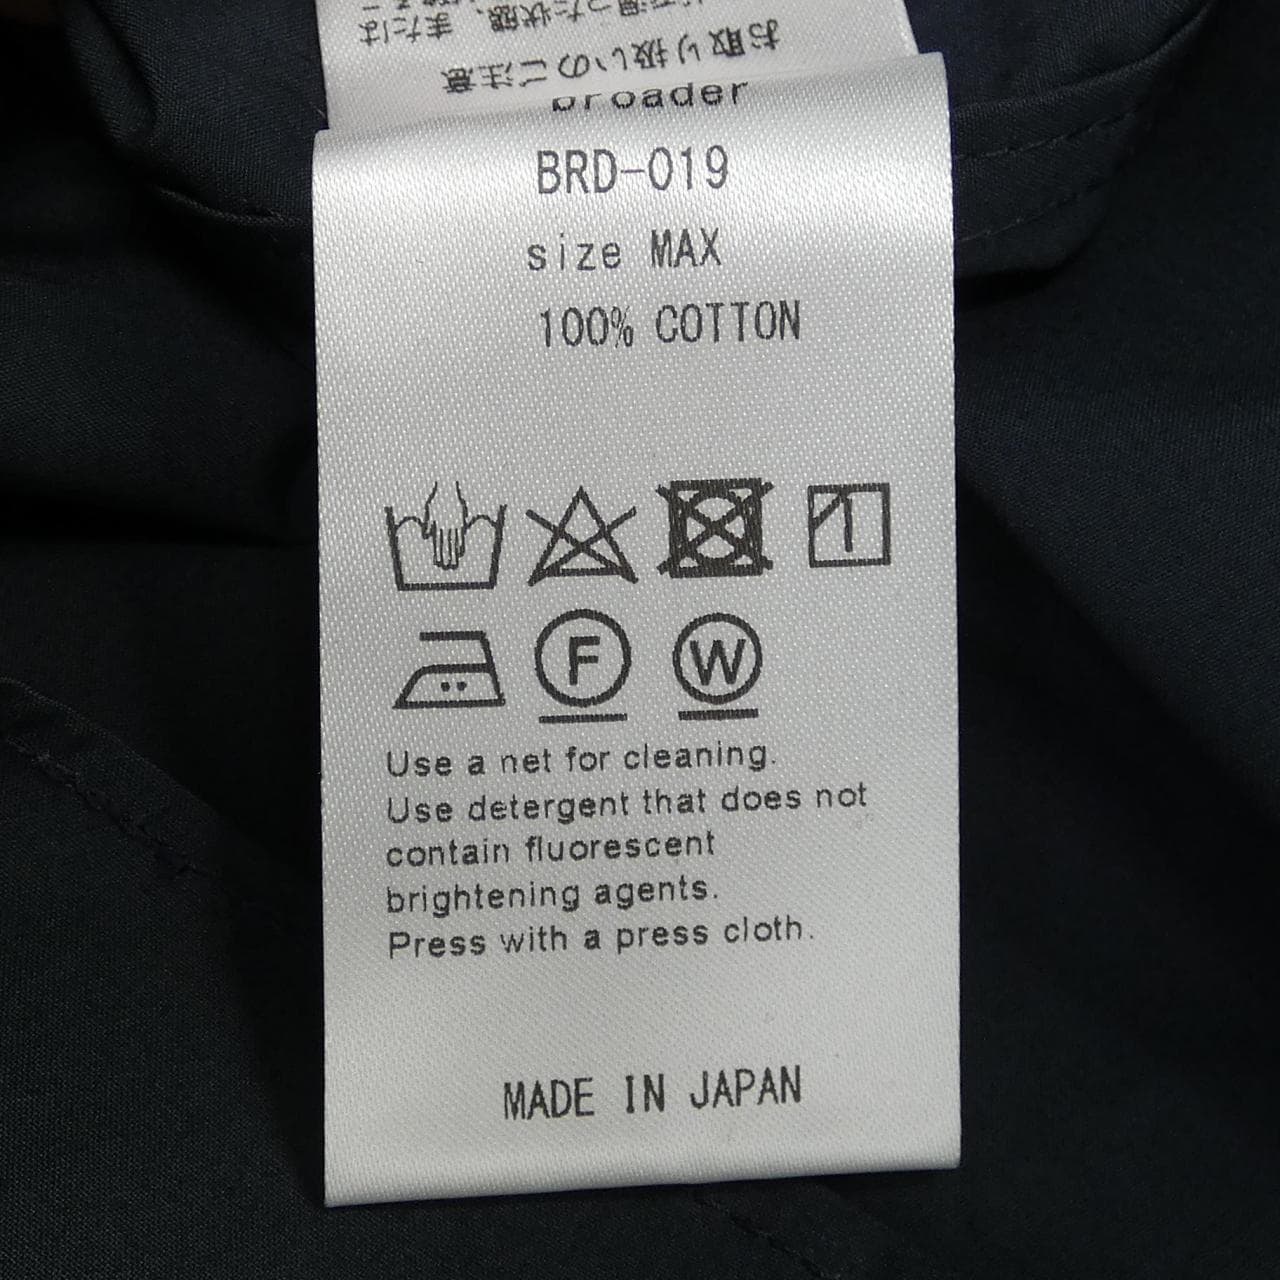 お取り扱いのご注意
broader
BRD-019
size MAX
100% COTTON
1
F
W
Use a net for cleaning.
Use detergent that does not
contain fluorescent
brightening agents.
Press with a press cloth.
MADE IN JAPAN